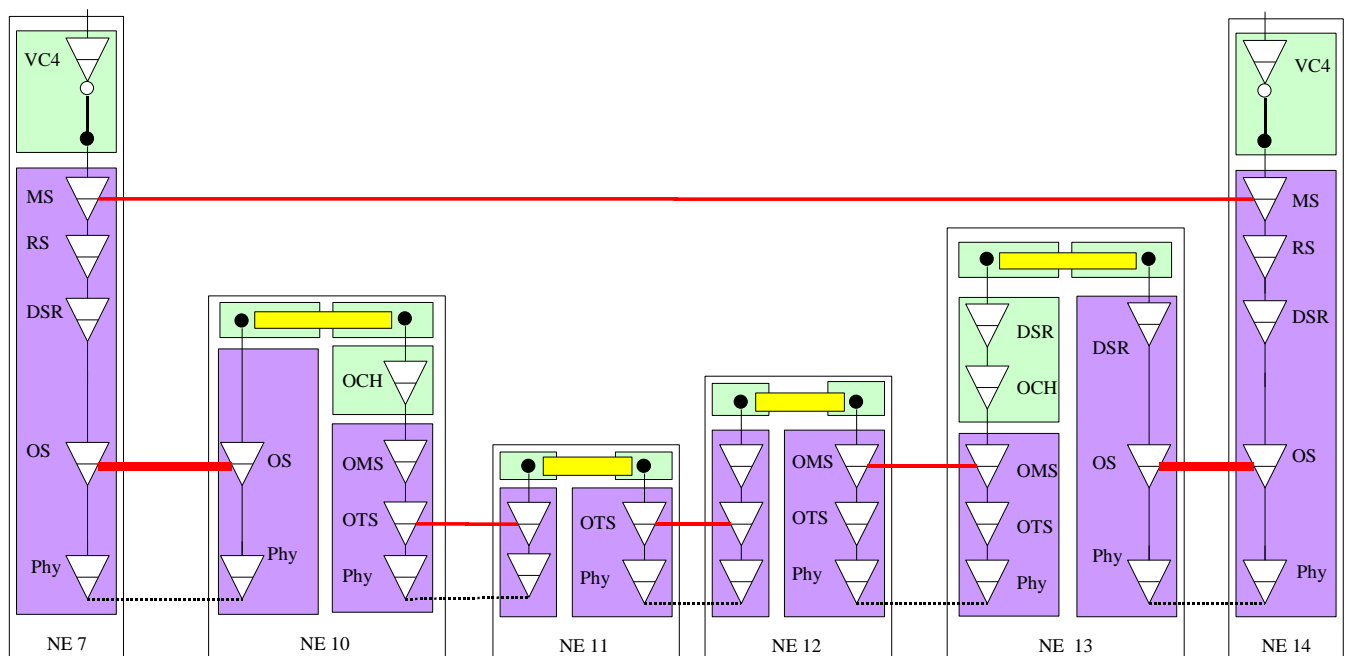 VC4
MS
RS
DSR
OS
Phy
NE 7
OS
Phy
OCH
OMS
OTS
Phy
NE 10
OTS
Phy
NE 11
OMS
OTS
Phy
NE 12
DSR
OCH
OMS
OTS
Phy
DSR
OS
Phy
NE 13
VC4
MS
RS
DSR
OS
Phy
NE 14